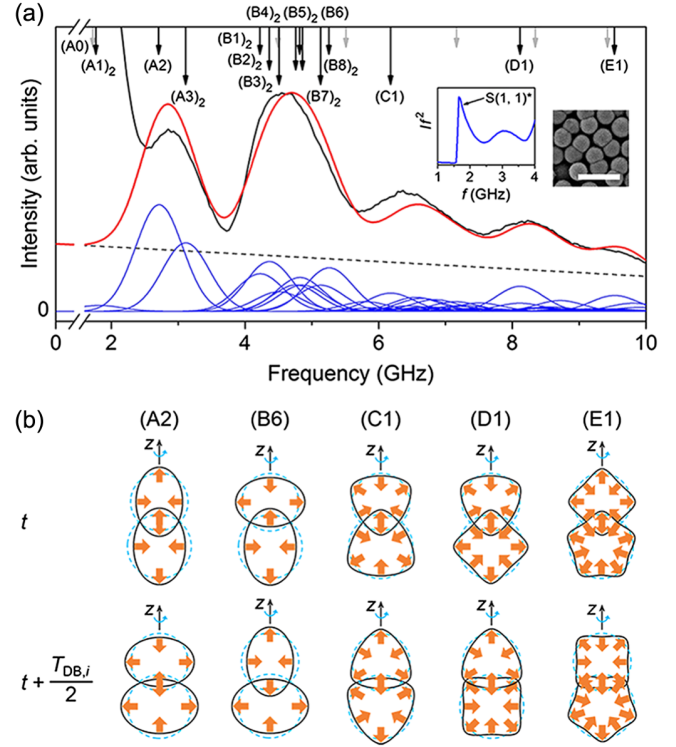 (a)
(B4)₂ (B5)₂ (B6)
(A0)
(B1)₂
(A1)₂ (A2) (B2)₂ (B8)₂ (D1) (E1)
(B3)₂
(A3)₂ (B7)₂ (C1)
Intensity (arb. units)
If²
S(1, 1)*
1 2 3 4
f (GHz)
0
0 2 4 6 8 10
Frequency (GHz)
(b)
(A2) (B6) (C1) (D1) (E1)
z z z z z
t
z z z z z
t + T_DB,i/2